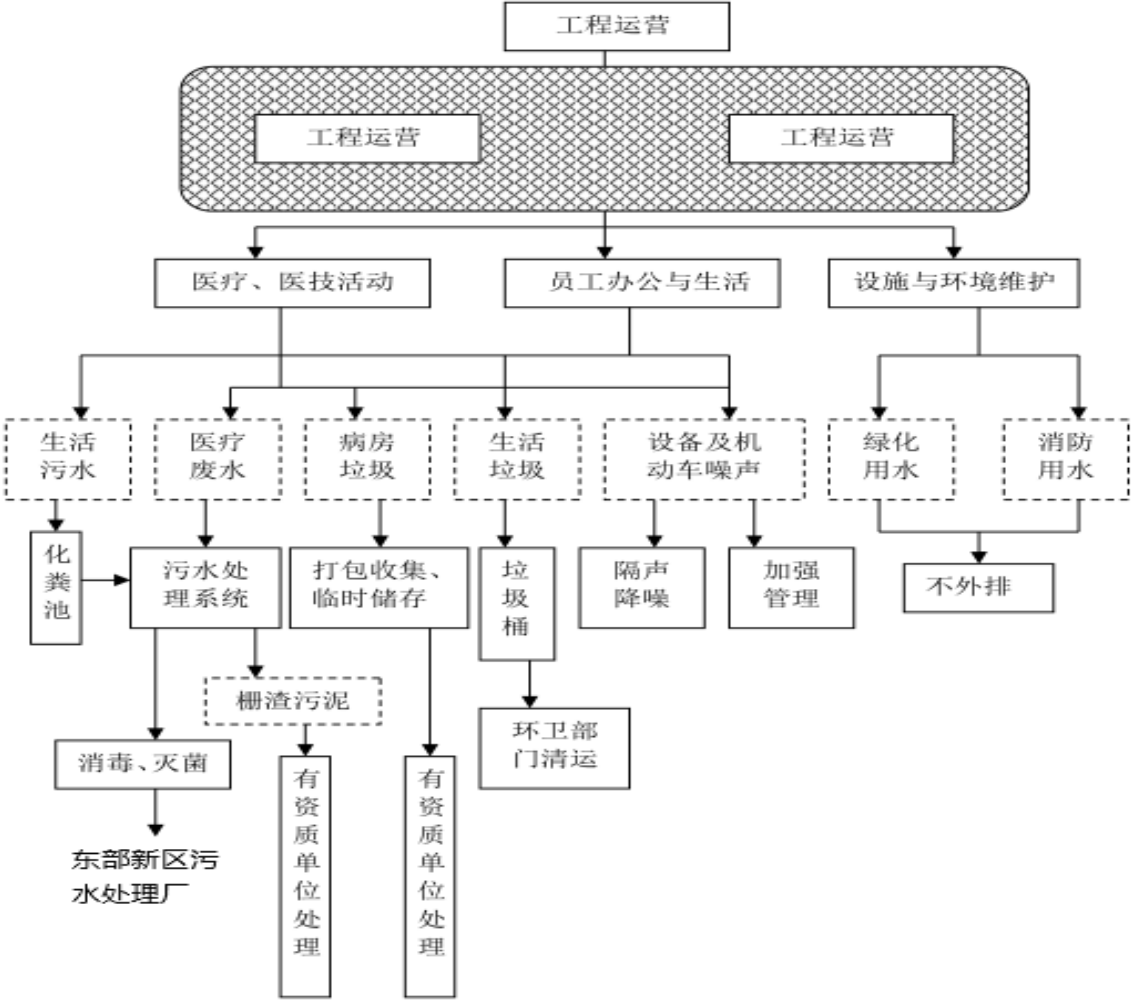 工程运营
工程运营
工程运营
医疗、医技活动
员工办公与生活
设施与环境维护
生活
污水
医疗
废水
病房
垃圾
生活
垃圾
设备及机
动车噪声
绿化
用水
消防
用水
化
粪
池
污水处
理系统
打包收集、
临时储存
垃
圾
桶
隔声
降噪
加强
管理
不外排
栅渣污泥
环卫部
门清运
消毒、灭菌
有
资
质
单
位
处
理
有
资
质
单
位
处
理
东部新区污
水处理厂